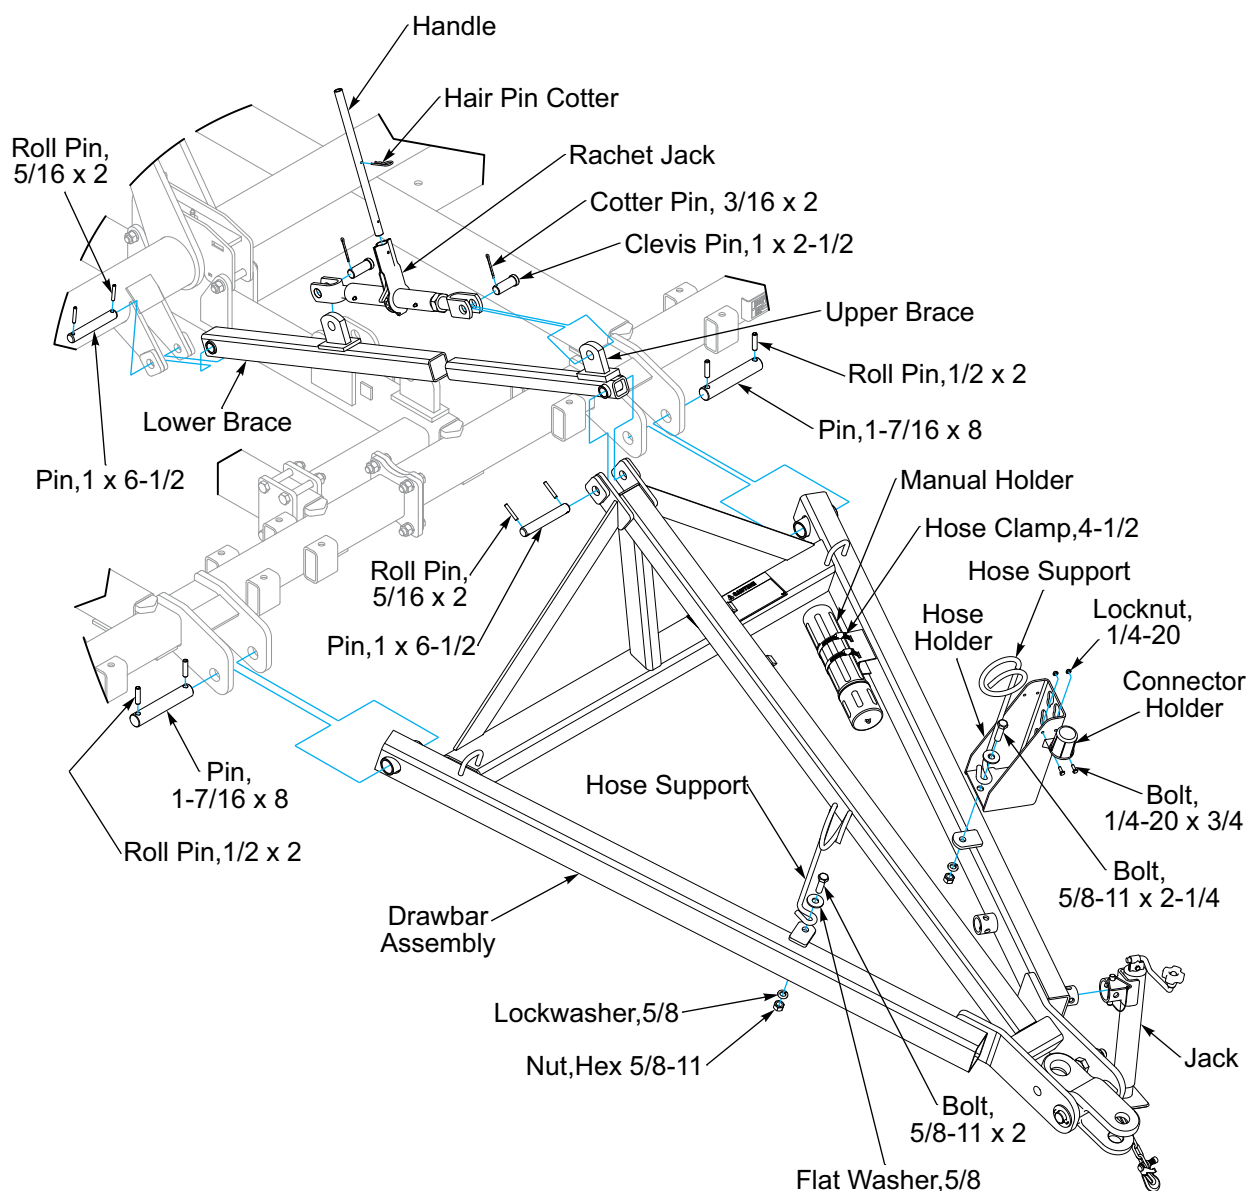 Handle
Hair Pin Cotter
Roll Pin,
5/16 x 2
Rachet Jack
Cotter Pin, 3/16 x 2
Clevis Pin,1 x 2-1/2
Upper Brace
Roll Pin,1/2 x 2
Lower Brace
Pin,1-7/16 x 8
Pin,1 x 6-1/2
Manual Holder
Hose Clamp,4-1/2
Hose Support
Roll Pin,
5/16 x 2
Hose
Holder
Locknut,
1/4-20
Pin,1 x 6-1/2
Connector
Holder
CAUTION
Pin,
1-7/16 x 8
Hose Support
Bolt,
1/4-20 x 3/4
Roll Pin,1/2 x 2
Bolt,
5/8-11 x 2-1/4
Drawbar
Assembly
Lockwasher,5/8
Nut,Hex 5/8-11
Jack
Bolt,
5/8-11 x 2
Flat Washer,5/8